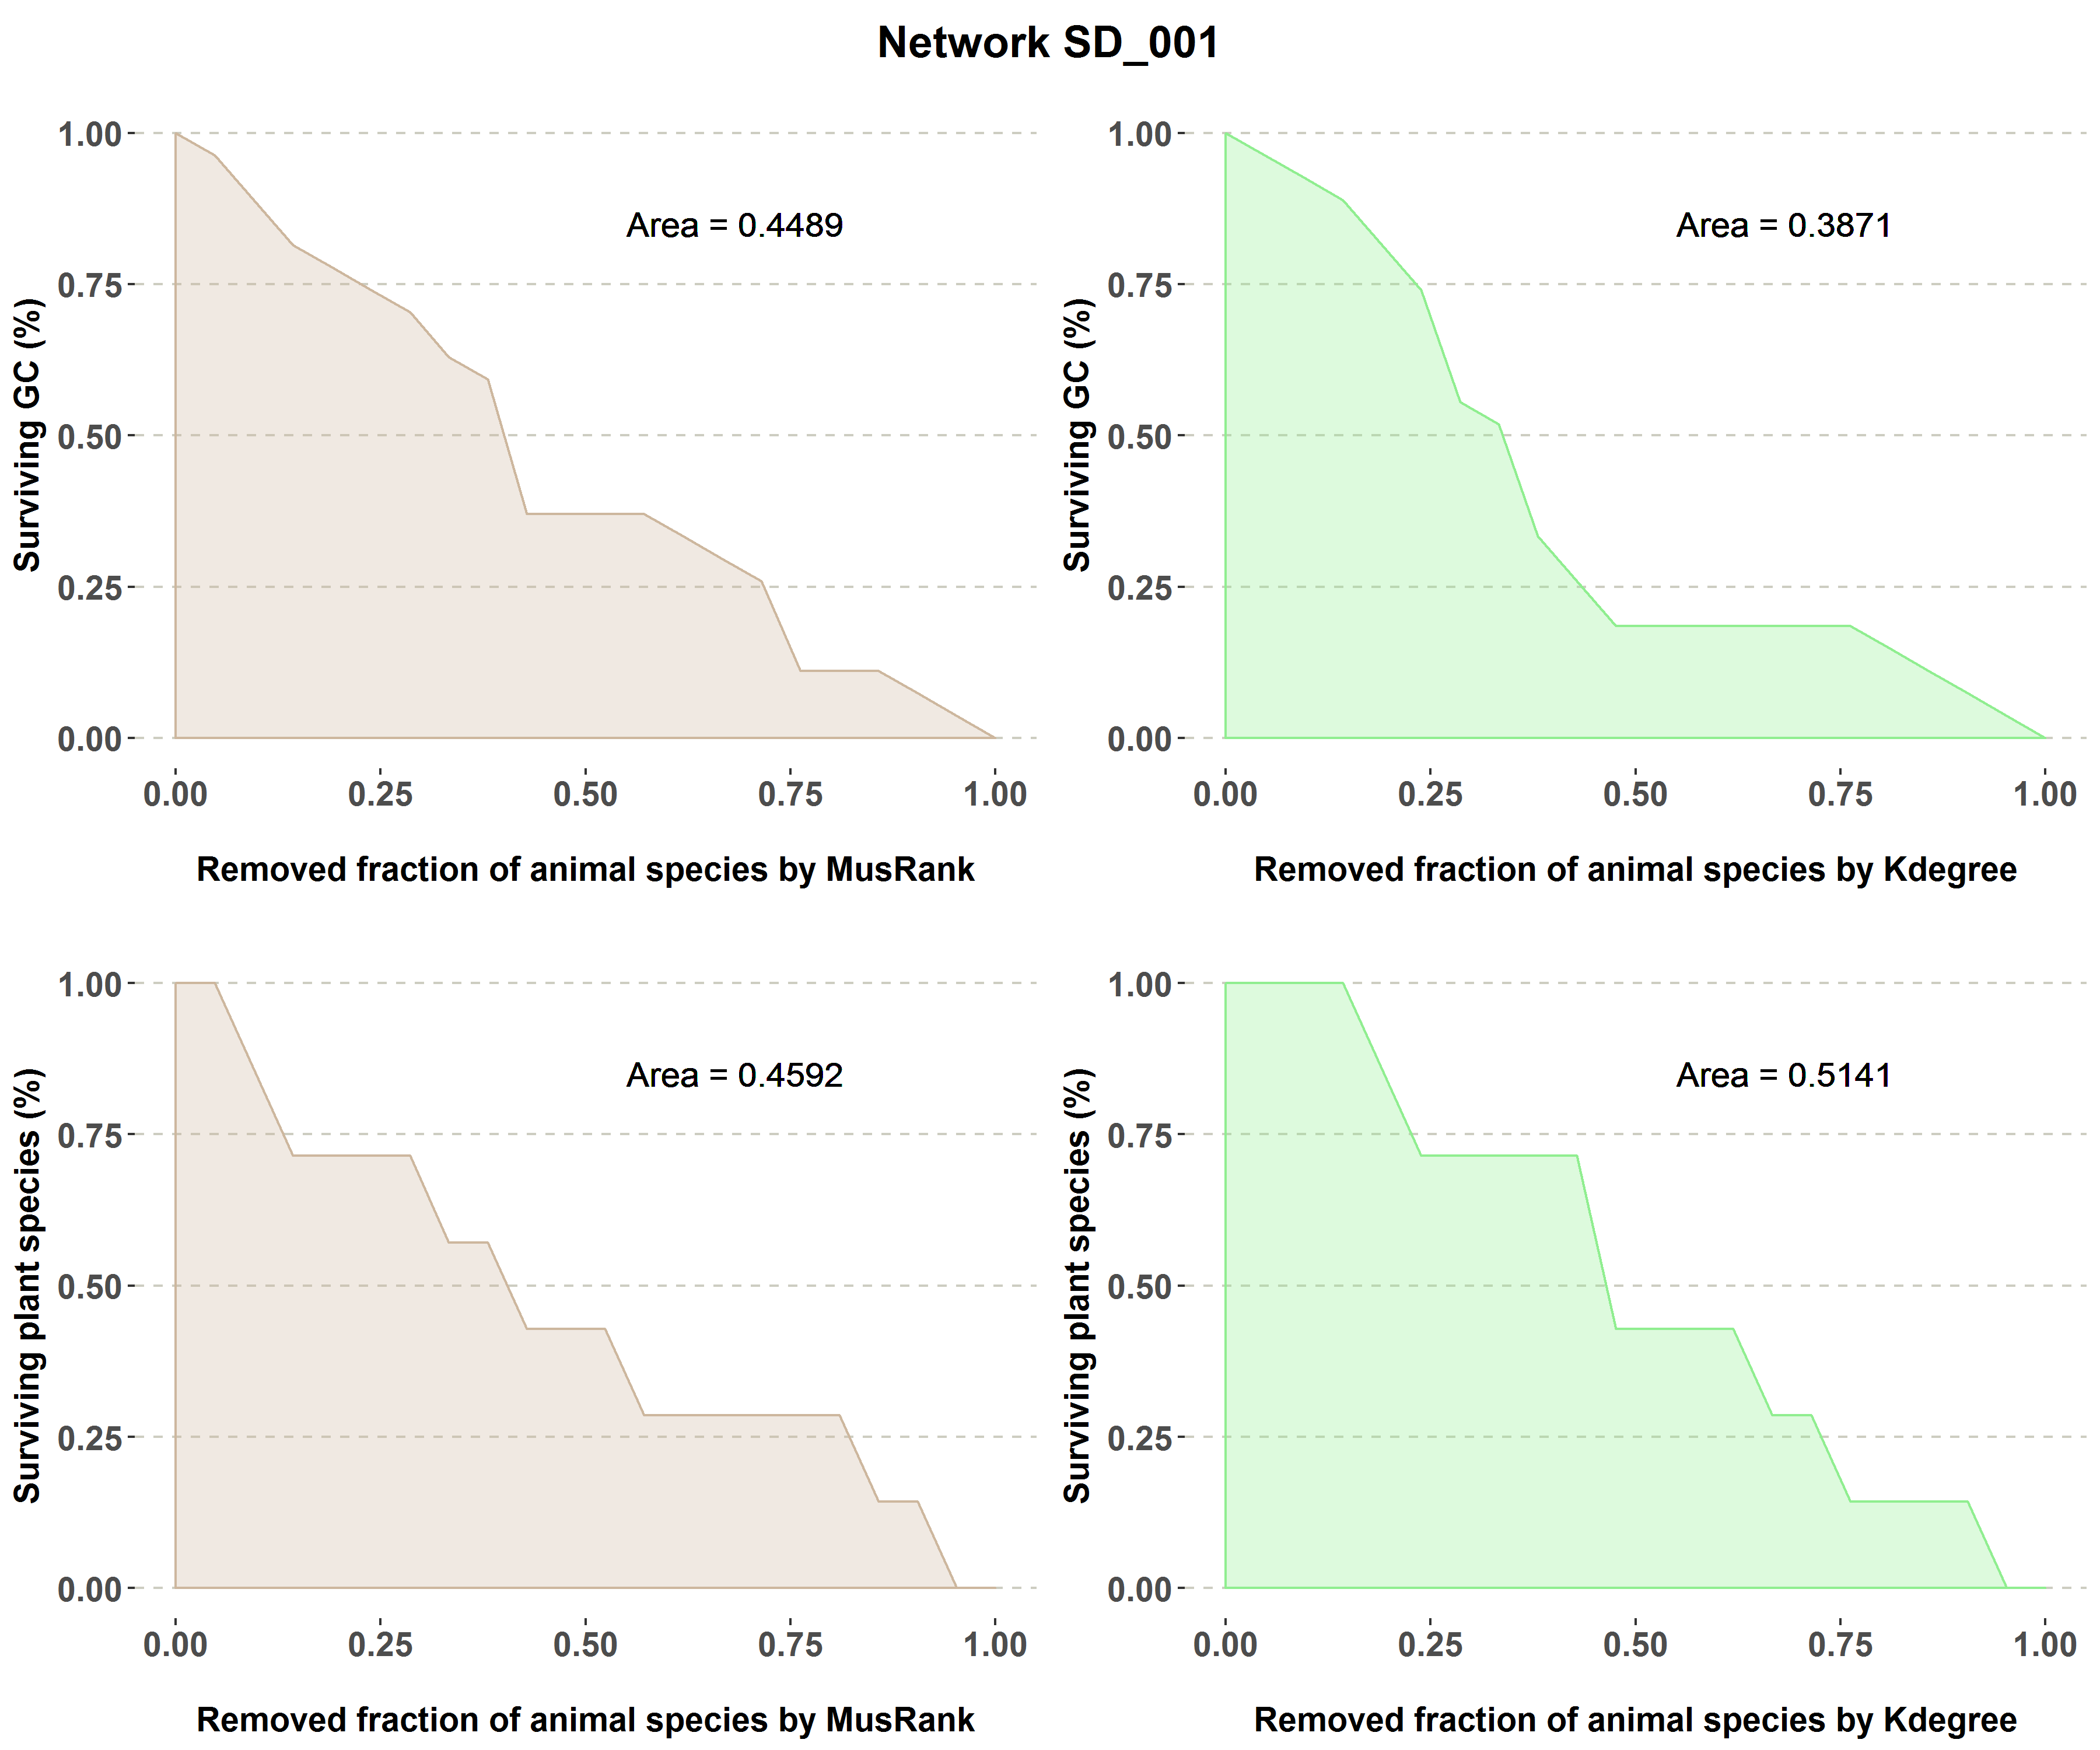 Network SD_001
Surviving GC (%)
1.00
0.75
0.50
0.25
0.00
Area = 0.4489
0.00 0.25 0.50 0.75 1.00
Removed fraction of animal species by MusRank
Surviving GC (%)
1.00
0.75
0.50
0.25
0.00
Area = 0.3871
0.00 0.25 0.50 0.75 1.00
Removed fraction of animal species by Kdegree
Surviving plant species (%)
1.00
0.75
0.50
0.25
0.00
Area = 0.4592
0.00 0.25 0.50 0.75 1.00
Removed fraction of animal species by MusRank
Surviving plant species (%)
1.00
0.75
0.50
0.25
0.00
Area = 0.5141
0.00 0.25 0.50 0.75 1.00
Removed fraction of animal species by Kdegree